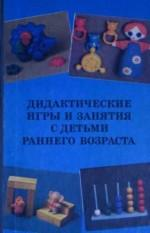 ДИДАКТИЧЕСКИЕ
ИГРЫ И ЗАНЯТИЯ
С ДЕТЬМИ
РАННЕГО ВОЗРАСТА